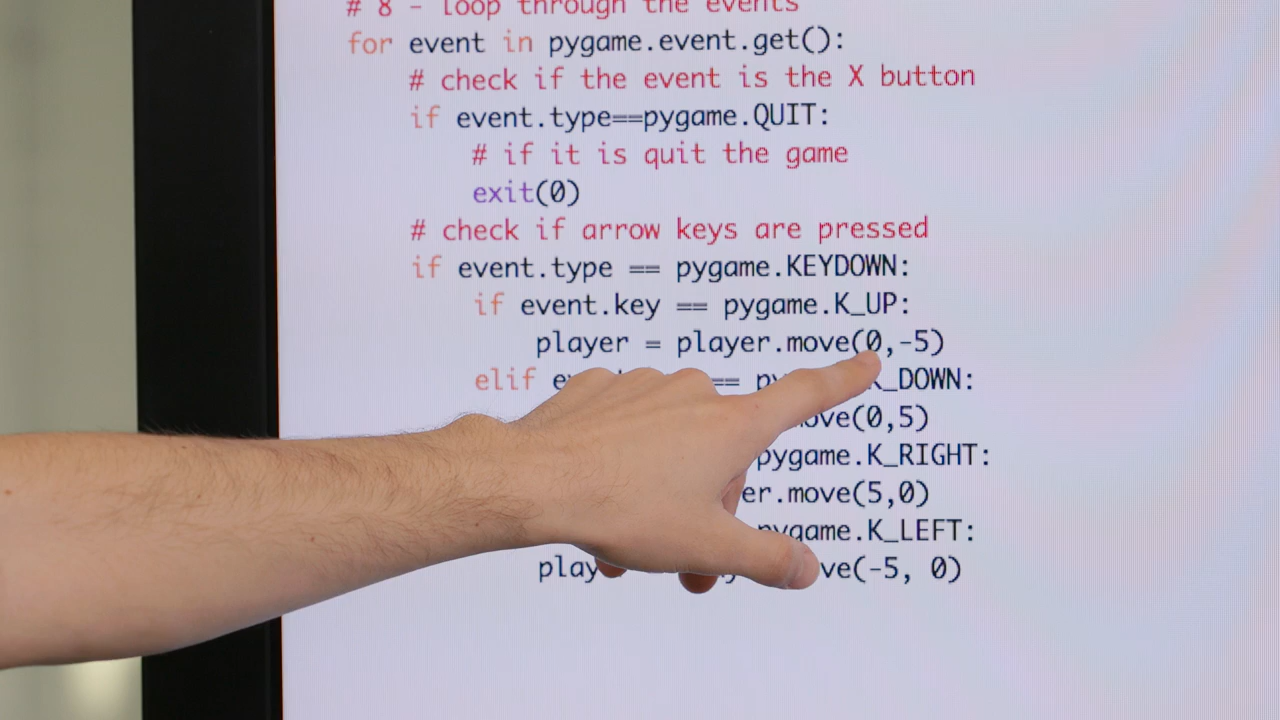 # 8 - loop through the events
for event in pygame.event.get():
# check if the event is the X button
if event.type==pygame.QUIT:
# if it is quit the game
exit(0)
# check if arrow keys are pressed
if event.type == pygame.KEYDOWN:
if event.key == pygame.K_UP:
player = player.move(0,-5)
elif == K_DOWN:
move(0,5)
pygame.K_RIGHT:
er.move(5,0)
pygame.K_LEFT:
play ve(-5, 0)